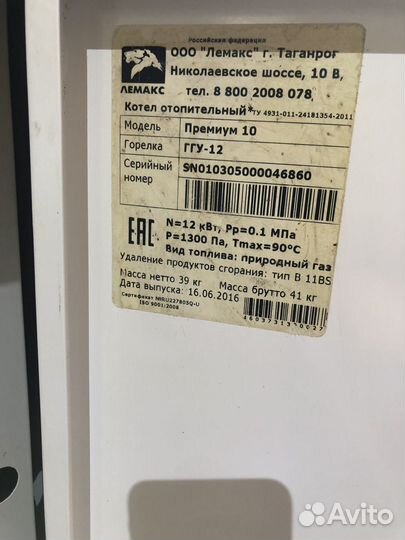 Российская федерация
ООО "Лемакс" г. Таганрог
Николаевское шоссе, 10 В,
ЛЕМАКС
тел. 8 800 2008 078
Котел отопительный* ТУ 4931-011-24181354-2011
Модель Премиум 10
Горелка ГГУ-12
Серийный номер SN010305000046860
EAC
N=12 кВт, Pp=0.1 МПа
P=1300 Па, Tmax=90°C
Вид топлива: природный газ
Удаление продуктов сгорания: тип В 11BS
Масса нетто 39 кг Масса брутто 41 кг
Дата выпуска: 16.06.2016
ISO 9001:2008
Avito